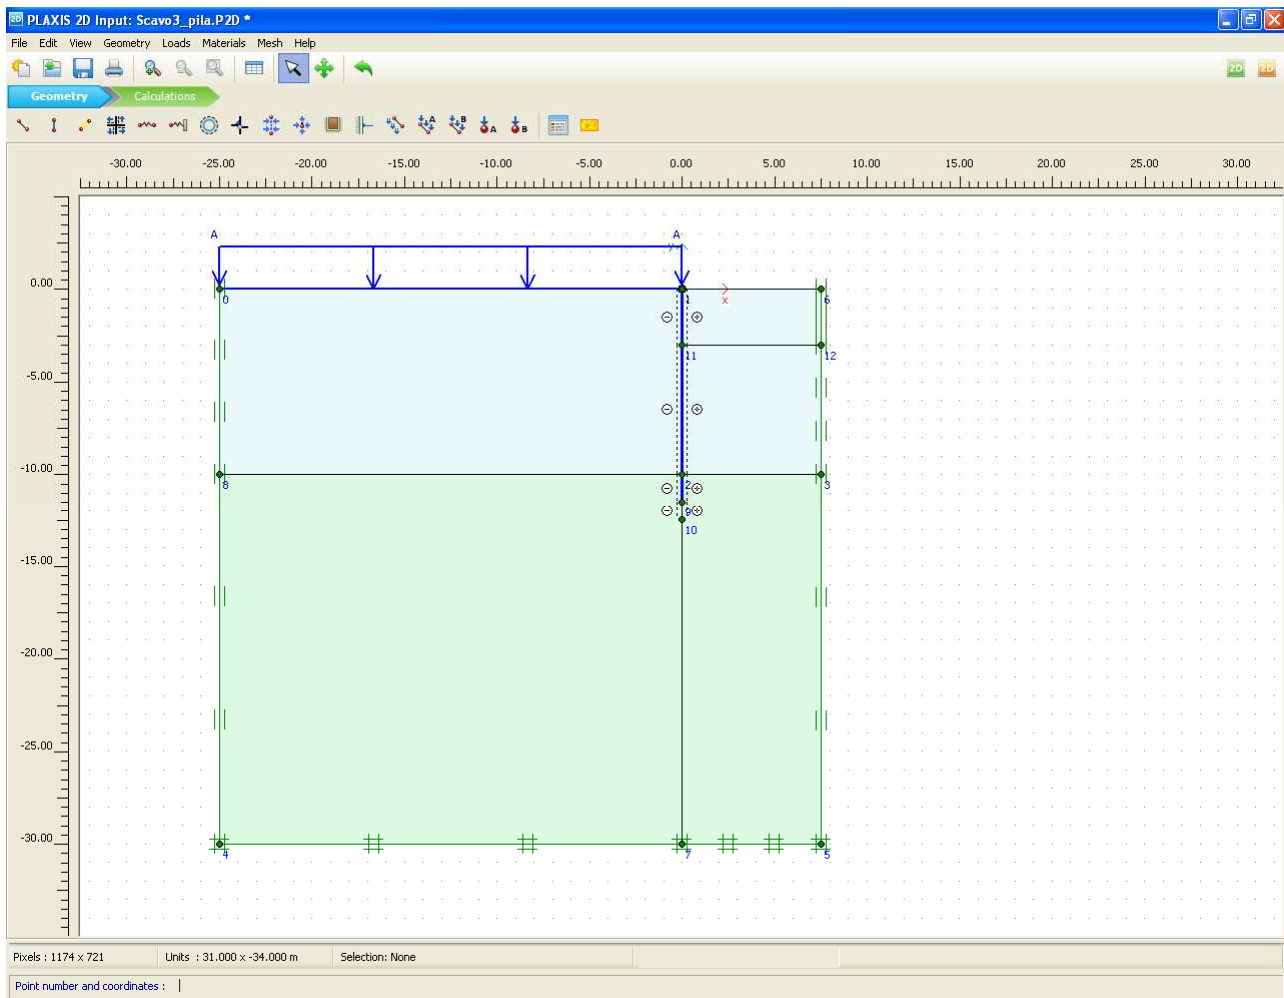 PLAXIS 2D Input: Scavo3_pila.P2D *
File Edit View Geometry Loads Materials Mesh Help
2D 2D
Geometry Calculations
A B A B
-30.00 -25.00 -20.00 -15.00 -10.00 -5.00 0.00 5.00 10.00 15.00 20.00 25.00 30.00
A A
y
0.00
0 1 x 6
11 12
-5.00
-10.00
8 2 3
9
10
-15.00
-20.00
-25.00
-30.00
4 7 5
Pixels : 1174 x 721 Units : 31.000 x -34.000 m Selection: None
Point number and coordinates :